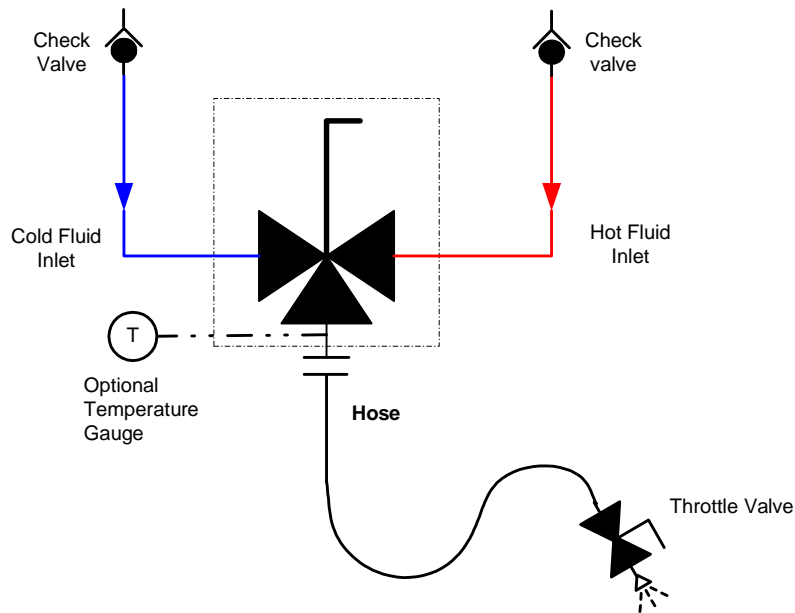 Check
Valve
Check
valve
Cold Fluid
Inlet
Hot Fluid
Inlet
T
Optional
Temperature
Gauge
Hose
Throttle Valve